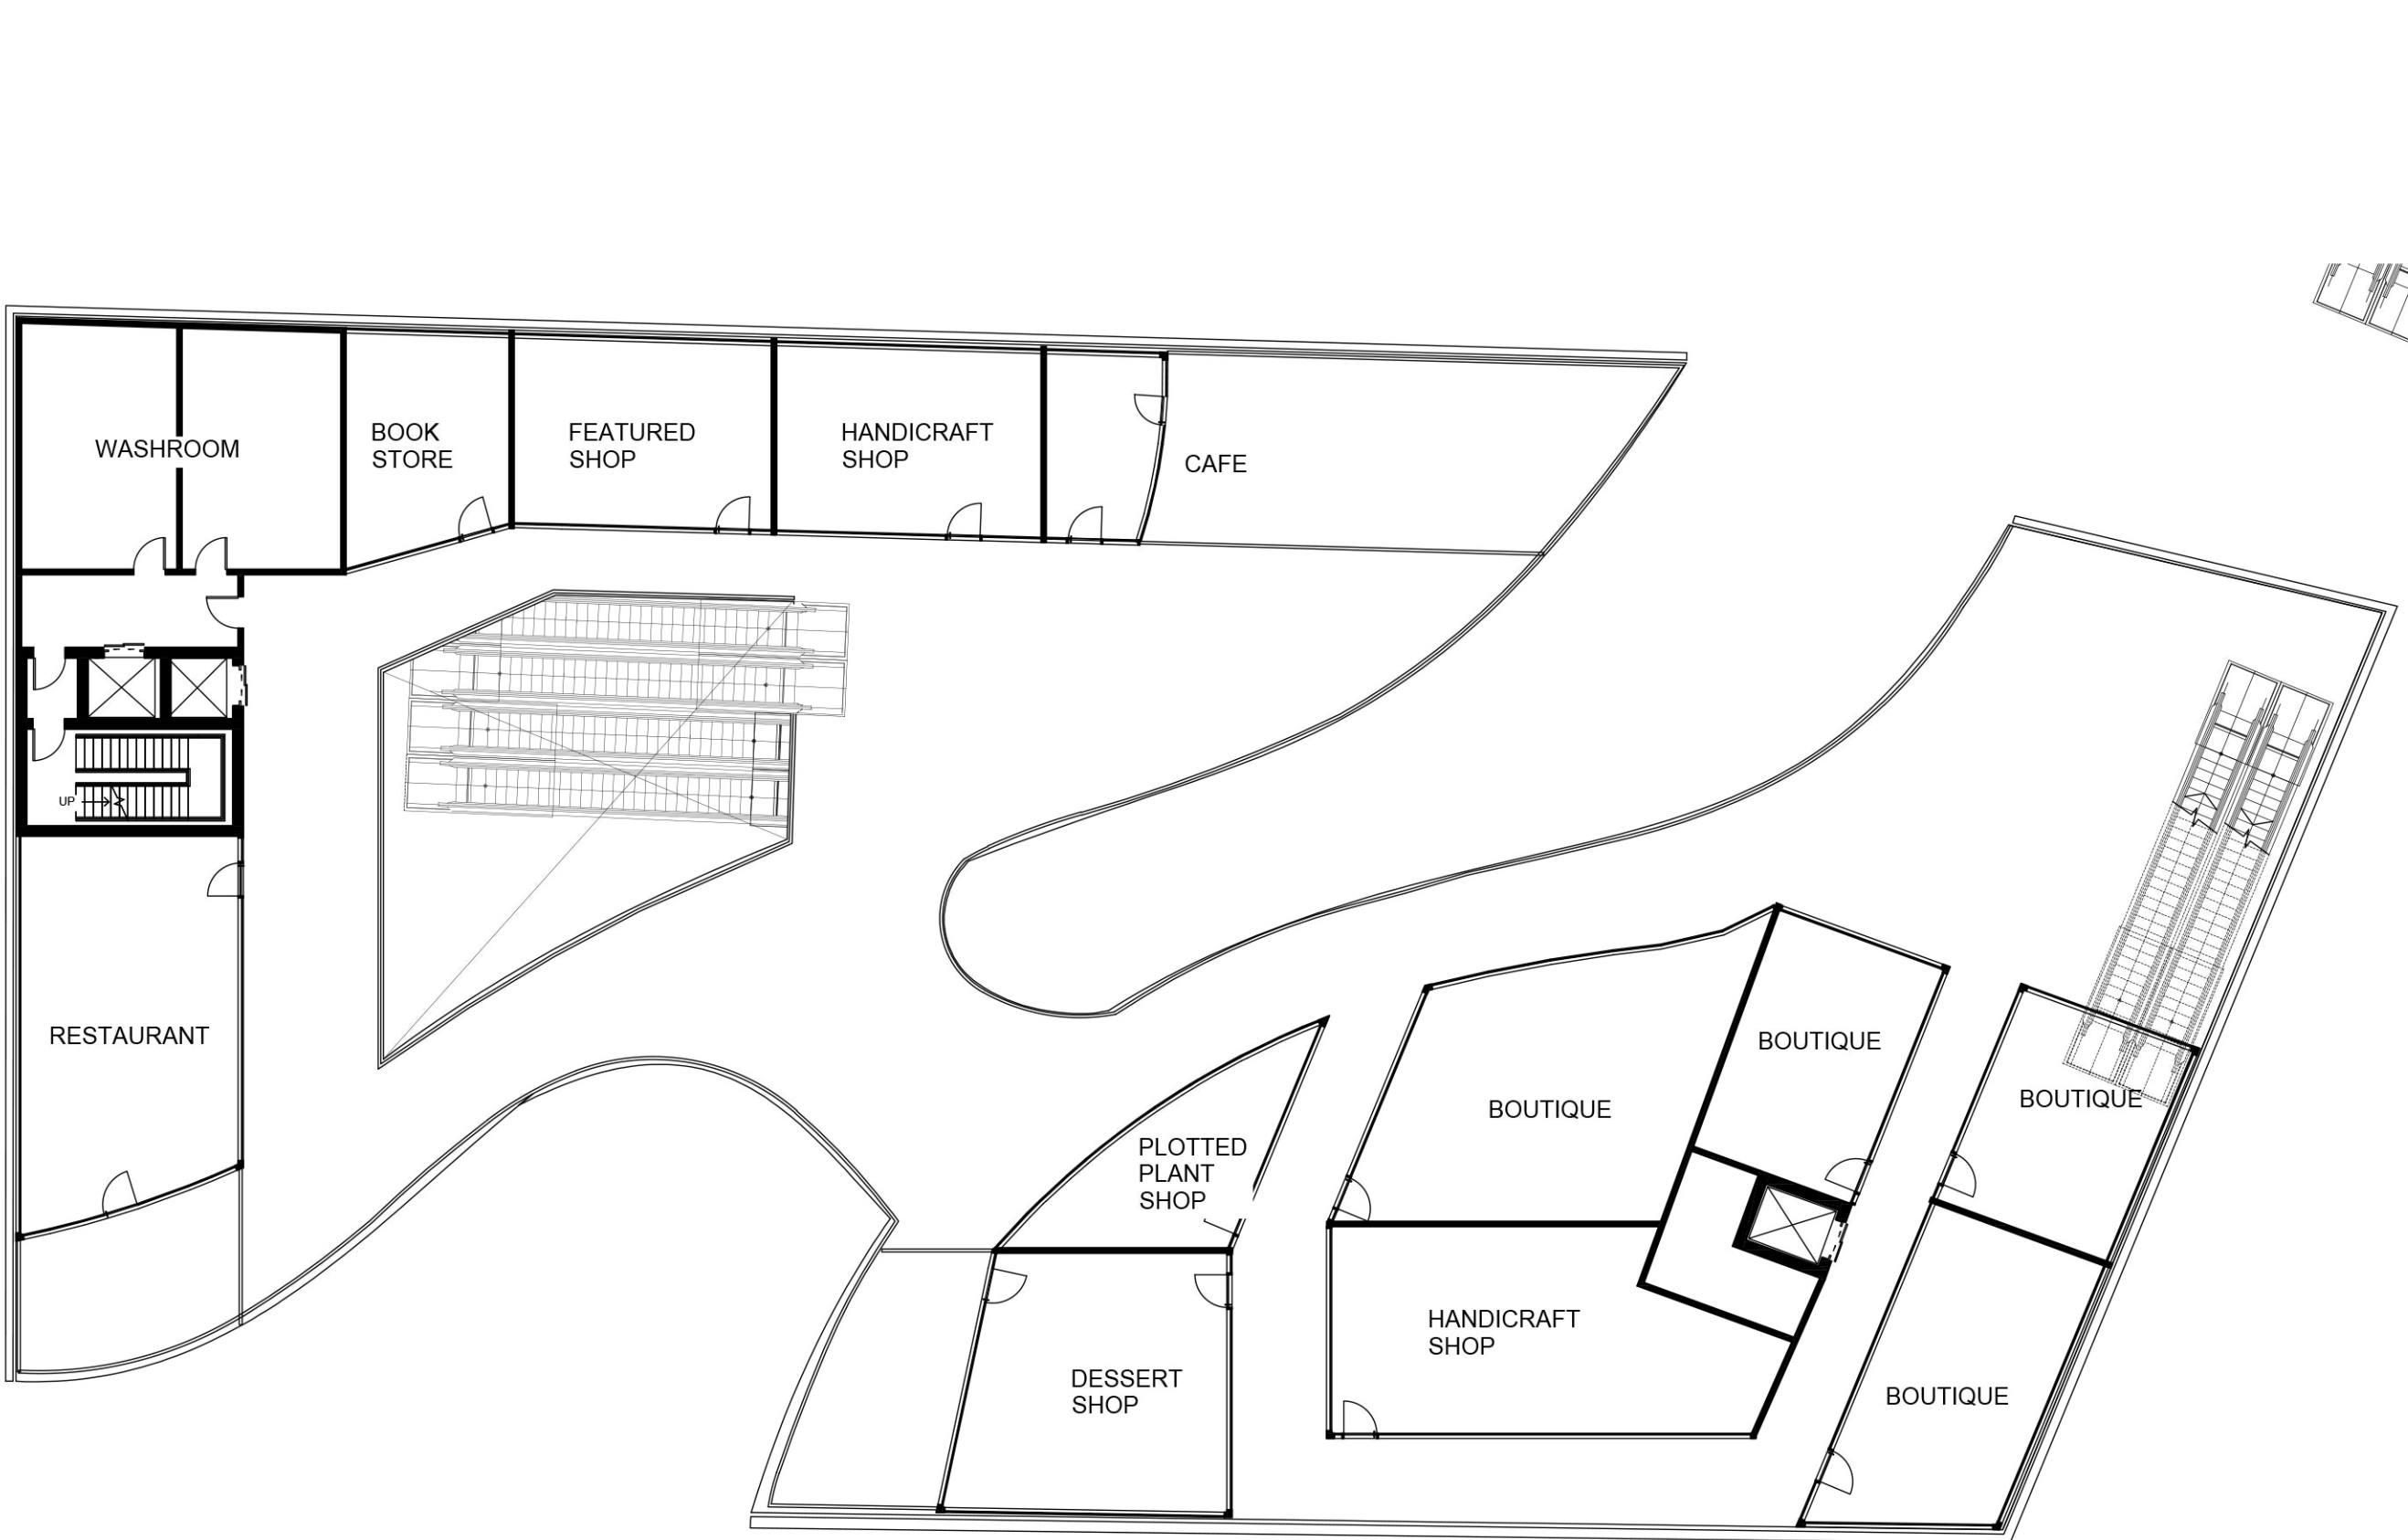 WASHROOM
BOOK
STORE
FEATURED
SHOP
HANDICRAFT
SHOP
CAFE
UP
RESTAURANT
BOUTIQUE
BOUTIQUE
BOUTIQUE
PLOTTED
PLANT
SHOP
HANDICRAFT
SHOP
DESSERT
SHOP
BOUTIQUE